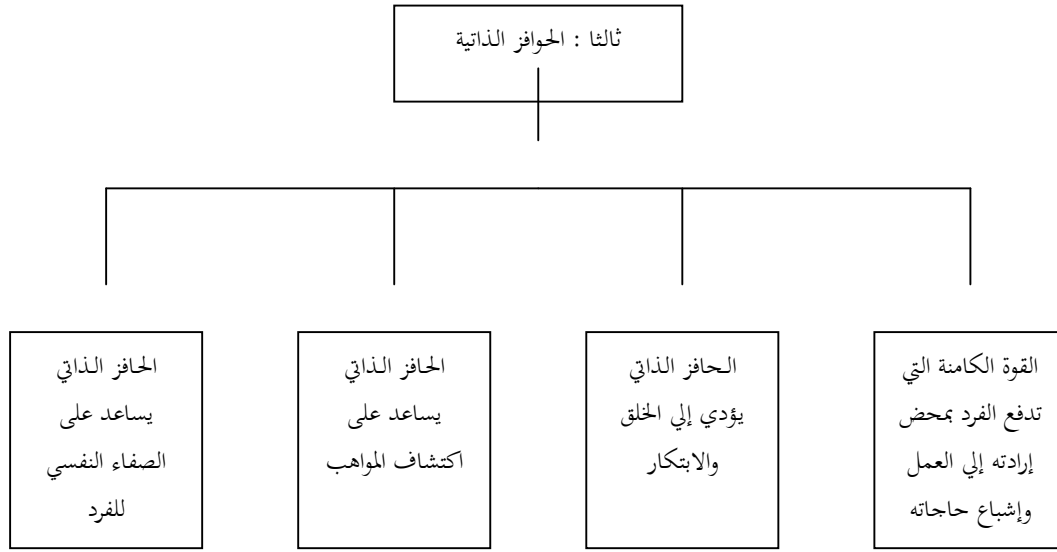 ثالثا : الحوافز الذاتية
القوة الكامنة التي
تدفع الفرد بمحض
إرادته إلي العمل
وإشباع حاجاته
الحافز الذاتي
يؤدي إلي الخلق
والابتكار
الحافز الذاتي
يساعد على
اكتشاف المواهب
الحافز الذاتي
يساعد على
الصفاء النفسي
للفرد